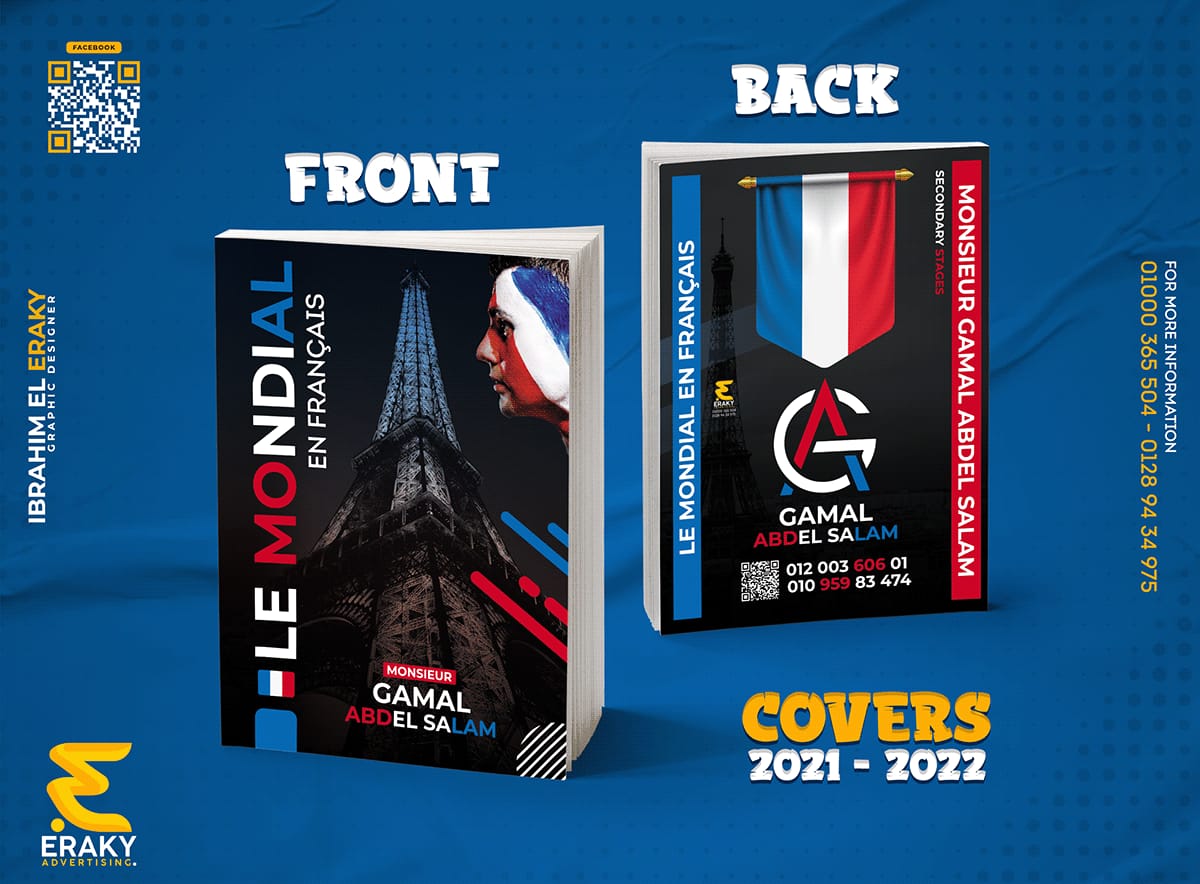 FACEBOOK
BACK
FRONT
LE MONDIAL
EN FRANÇAIS
MONSIEUR
GAMAL
ABDEL SALAM
LE MONDIAL EN FRANÇAIS
SECONDARY STAGES
MONSIEUR GAMAL ABDEL SALAM
ERAKY
GAMAL
ABDEL SALAM
012 003 606 01
010 959 83 474
IBRAHIM EL ERAKY
GRAPHIC DESIGNER
FOR MORE INFORMATION
01000 365 504 - 0128 94 34 975
COVERS
2021 - 2022
ERAKY
ADVERTISING.